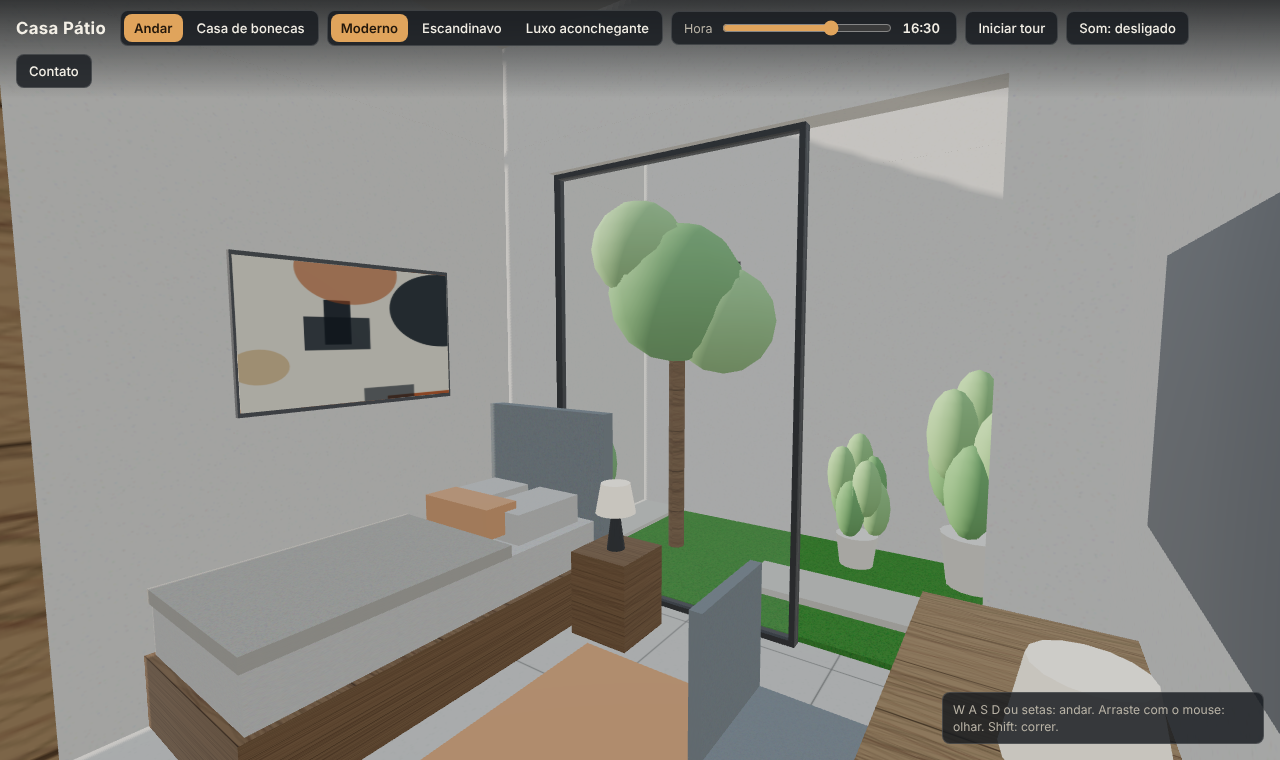 Casa Pátio
Andar
Casa de bonecas
Moderno
Escandinavo
Luxo aconchegante
Hora
16:30
Iniciar tour
Som: desligado
Contato
W A S D ou setas: andar. Arraste com o mouse:
olhar. Shift: correr.